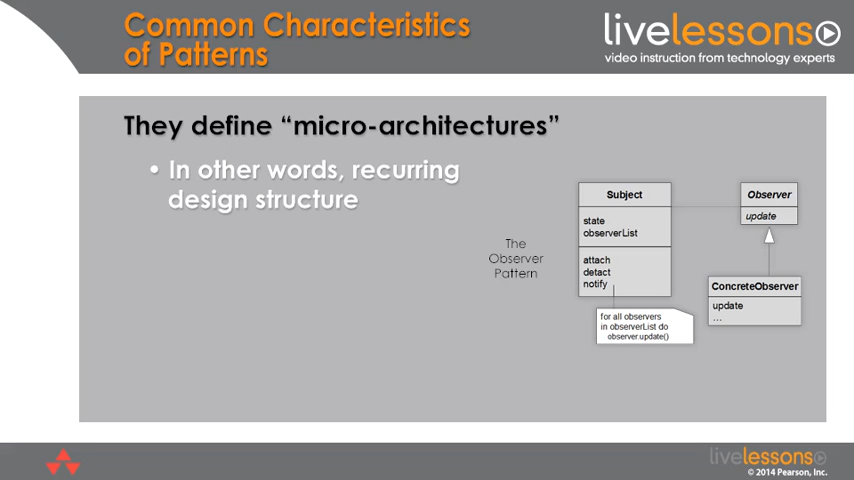 Common Characteristics
of Patterns
livelessons
video instruction from technology experts
They define “micro-architectures”
• In other words, recurring
design structure
The
Observer
Pattern
Subject
state
observerList
attach
detact
notify
for all observers
in observerList do
observer.update()
Observer
update
ConcreteObserver
update
...
livelessons
© 2014 Pearson, Inc.